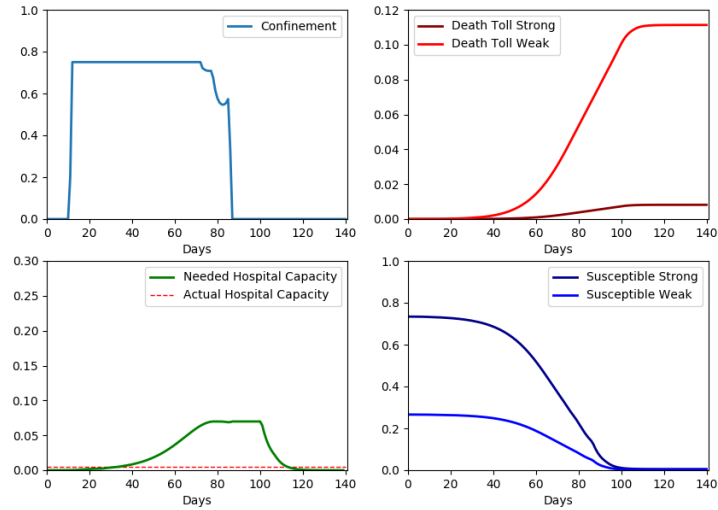 1.0
0.8
0.6
0.4
0.2
0.0
0 20 40 60 80 100 120 140
Days
Confinement
0.12
0.10
0.08
0.06
0.04
0.02
0.00
0 20 40 60 80 100 120 140
Days
Death Toll Strong
Death Toll Weak
0.30
0.25
0.20
0.15
0.10
0.05
0.00
0 20 40 60 80 100 120 140
Days
Needed Hospital Capacity
Actual Hospital Capacity
1.0
0.8
0.6
0.4
0.2
0.0
0 20 40 60 80 100 120 140
Days
Susceptible Strong
Susceptible Weak